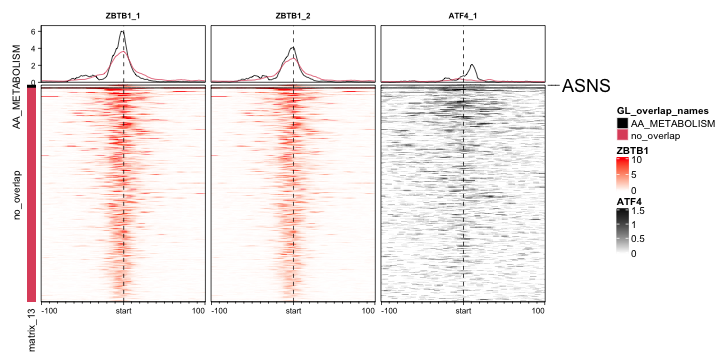 ZBTB1_1
ZBTB1_2
ATF4_1
6
4
2
0
AA_METABOLISM
no_overlap
matrix_13
ASNS
-100 start 100
-100 start 100
-100 start 100
GL_overlap_names
AA_METABOLISM
no_overlap
ZBTB1
10
5
0
ATF4
1.5
1
0.5
0